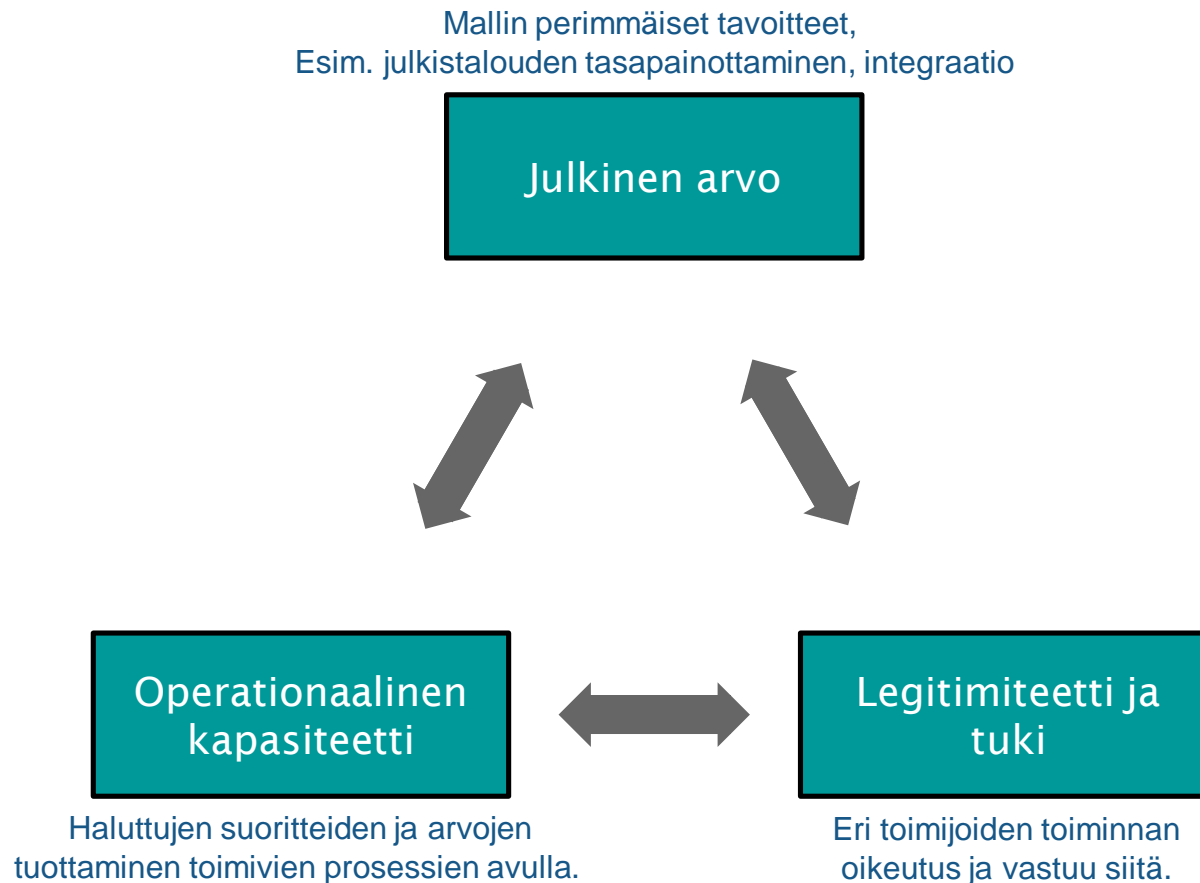 Mallin perimmäiset tavoitteet,
Esim. julkistalouden tasapainottaminen, integraatio
Julkinen arvo
Operationaalinen
kapasiteetti
Legitimiteetti ja
tuki
Haluttujen suoritteiden ja arvojen
tuottaminen toimivien prosessien avulla.
Eri toimijoiden toiminnan
oikeutus ja vastuu siitä.